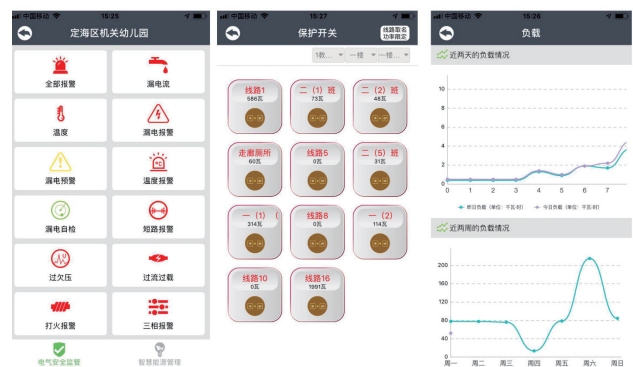 中国移动 15:25
定海区机关幼儿园
全部报警 漏电流
温度 漏电报警
漏电预警 温度报警
漏电自检 短路报警
过欠压 过流过载
打火报警 三相报警
电气安全监管 智慧能源管理
中国移动 15:27
保护开关
线路取名
功率限定
1教... 一楼 一楼...
线路1 二（1）班 二（2）班
586瓦 73瓦 48瓦
走廊厕所 线路5 二（5）班
60瓦 0瓦 31瓦
一（1）（ 线路8 一（2）
314瓦 0瓦 114瓦
线路10 线路16
0瓦 1991瓦
中国移动 15:26
负载
近两天的负载情况
10
8
6
4
2
0
0 1 2 3 4 5 6 7
昨日负载（单位：千瓦·时） 今日负载（单位：千瓦·时）
近两周的负载情况
200
160
120
80
40
0
周一 周二 周三 周四 周五 周六 周日